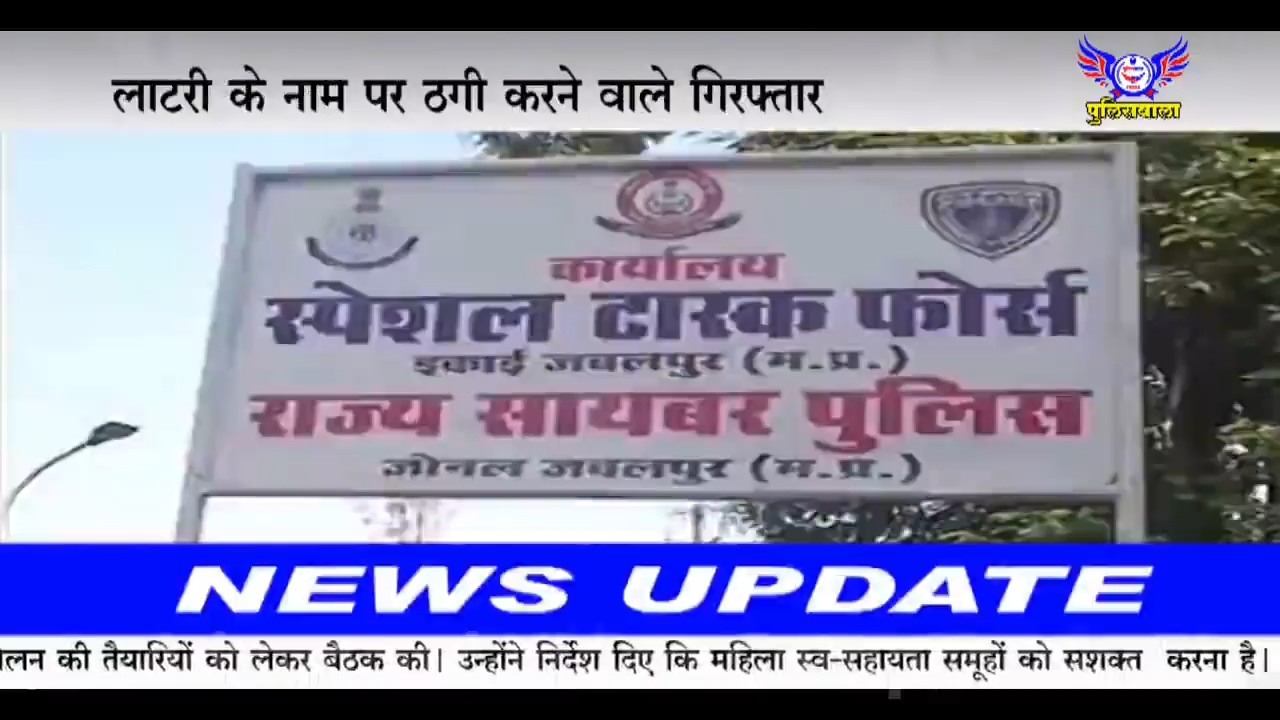 लाटरी के नाम पर ठगी करने वाले गिरफ्तार
पुलिसवाला
कार्यालय
स्पेशल टास्क फोर्स
इकाई जबलपुर (म.प्र.)
राज्य सायबर पुलिस
जोनल जबलपुर (म.प्र.)
NEWS UPDATE
की तैयारियों को लेकर बैठक की। उन्होंने निर्देश दिए कि महिला स्व-सहायता समूहों को सशक्त करना है।